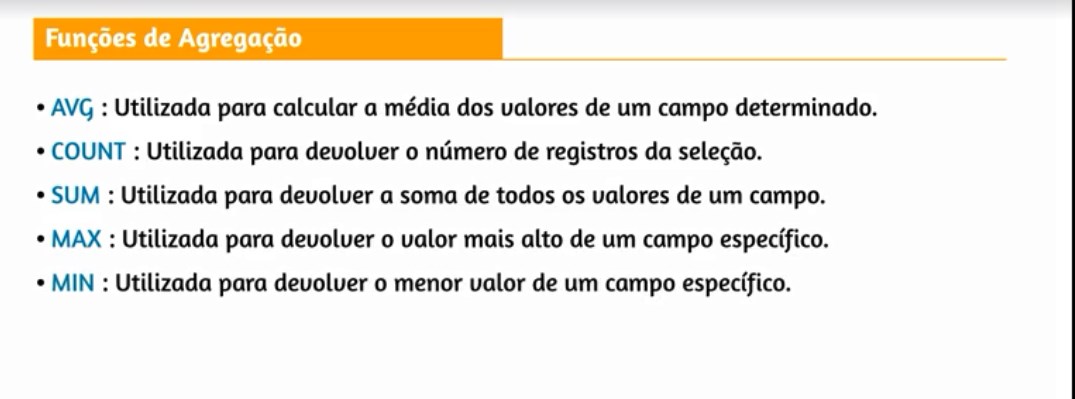 Funções de Agregação
• AVG : Utilizada para calcular a média dos valores de um campo determinado.
• COUNT : Utilizada para devolver o número de registros da seleção.
• SUM : Utilizada para devolver a soma de todos os valores de um campo.
• MAX : Utilizada para devolver o valor mais alto de um campo específico.
• MIN : Utilizada para devolver o menor valor de um campo específico.